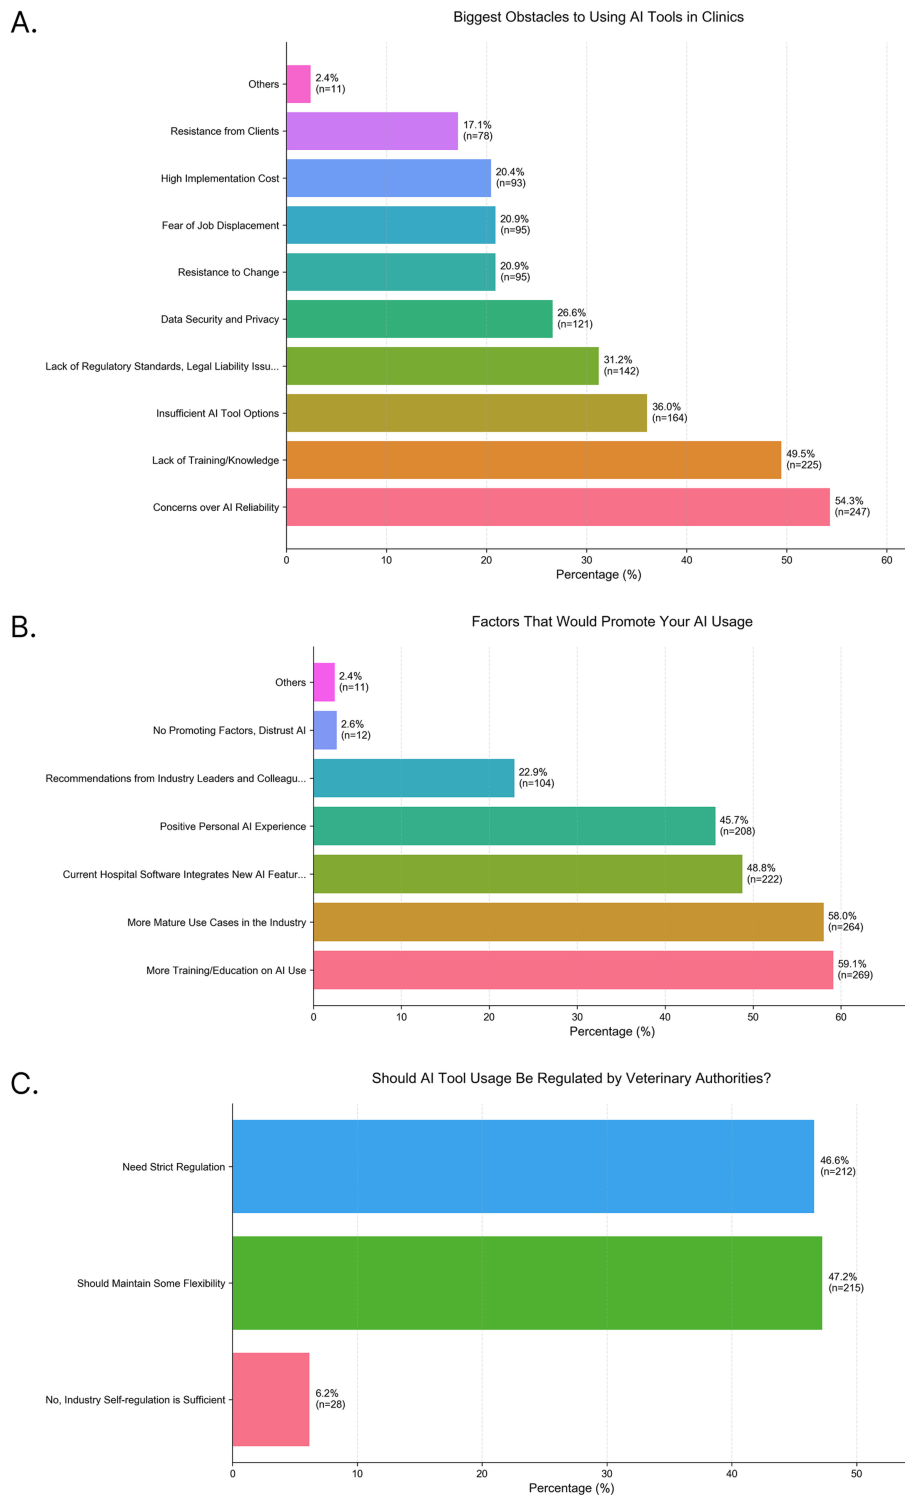 A.
Biggest Obstacles to Using AI Tools in Clinics
Others
2.4%
(n=11)
Resistance from Clients
17.1%
(n=78)
High Implementation Cost
20.4%
(n=93)
Fear of Job Displacement
20.9%
(n=95)
Resistance to Change
20.9%
(n=95)
Data Security and Privacy
26.6%
(n=121)
Lack of Regulatory Standards, Legal Liability Issu...
31.2%
(n=142)
Insufficient AI Tool Options
36.0%
(n=164)
Lack of Training/Knowledge
49.5%
(n=225)
Concerns over AI Reliability
54.3%
(n=247)
0 10 20 30 40 50 60
Percentage (%)
B.
Factors That Would Promote Your AI Usage
Others
2.4%
(n=11)
No Promoting Factors, Distrust AI
2.6%
(n=12)
Recommendations from Industry Leaders and Colleagu...
22.9%
(n=104)
Positive Personal AI Experience
45.7%
(n=208)
Current Hospital Software Integrates New AI Featur...
48.8%
(n=222)
More Mature Use Cases in the Industry
58.0%
(n=264)
More Training/Education on AI Use
59.1%
(n=269)
0 10 20 30 40 50 60
Percentage (%)
C.
Should AI Tool Usage Be Regulated by Veterinary Authorities?
Need Strict Regulation
46.6%
(n=212)
Should Maintain Some Flexibility
47.2%
(n=215)
No, Industry Self-regulation is Sufficient
6.2%
(n=28)
0 10 20 30 40 50
Percentage (%)